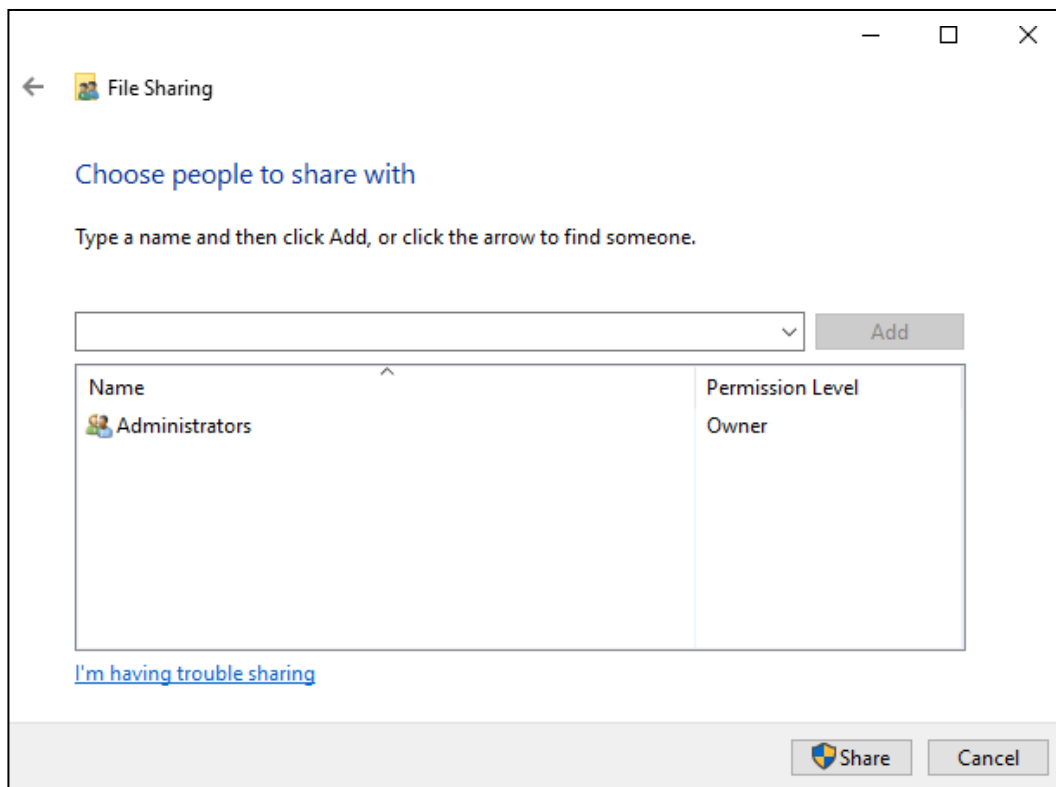 File Sharing
Choose people to share with
Type a name and then click Add, or click the arrow to find someone.
Add
Name Permission Level
Administrators Owner
I'm having trouble sharing
Share Cancel